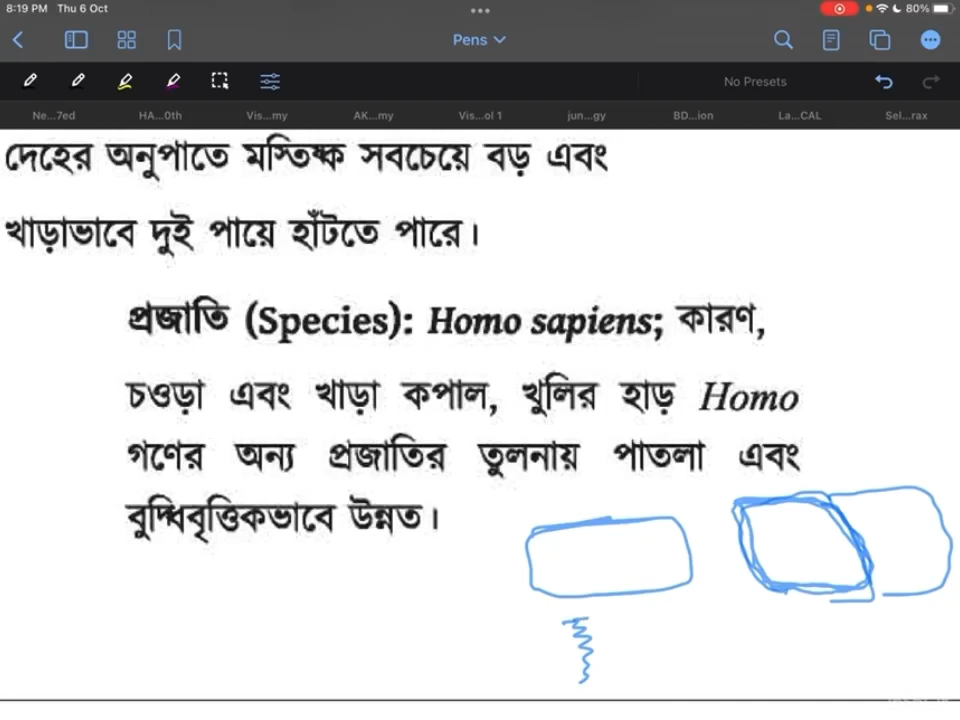 8:19 PM Thu 6 Oct
80%
Pens
No Presets
Ne...7ed HA...0th Vis...my AK...my Vis...ol 1 jun...gy BD...ion La...CAL Sel...rax
দেহের অনুপাতে মস্তিষ্ক সবচেয়ে বড় এবং
খাড়াভাবে দুই পায়ে হাঁটতে পারে।
প্রজাতি (Species): Homo sapiens; কারণ,
চওড়া এবং খাড়া কপাল, খুলির হাড় Homo
গণের অন্য প্রজাতির তুলনায় পাতলা এবং
বুদ্ধিবৃত্তিকভাবে উন্নত।